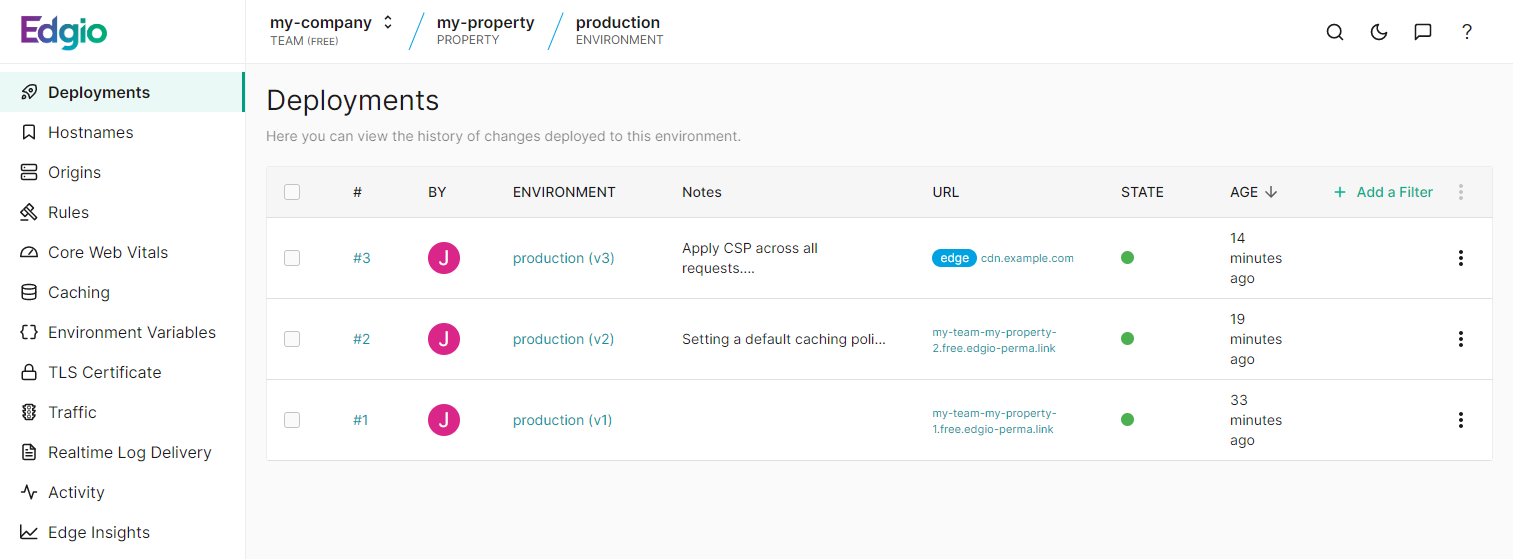 Edgio
my-company
TEAM (FREE)
my-property
PROPERTY
production
ENVIRONMENT
?
Deployments
Hostnames
Origins
Rules
Core Web Vitals
Caching
Environment Variables
TLS Certificate
Traffic
Realtime Log Delivery
Activity
Edge Insights
Deployments
Here you can view the history of changes deployed to this environment.
# BY ENVIRONMENT Notes URL STATE AGE + Add a Filter
#3 J production (v3)
Apply CSP across all
requests....
edge cdn.example.com
14
minutes
ago
#2 J production (v2) Setting a default caching poli...
my-team-my-property-
2.free.edgio-perma.link
19
minutes
ago
#1 J production (v1)
my-team-my-property-
1.free.edgio-perma.link
33
minutes
ago